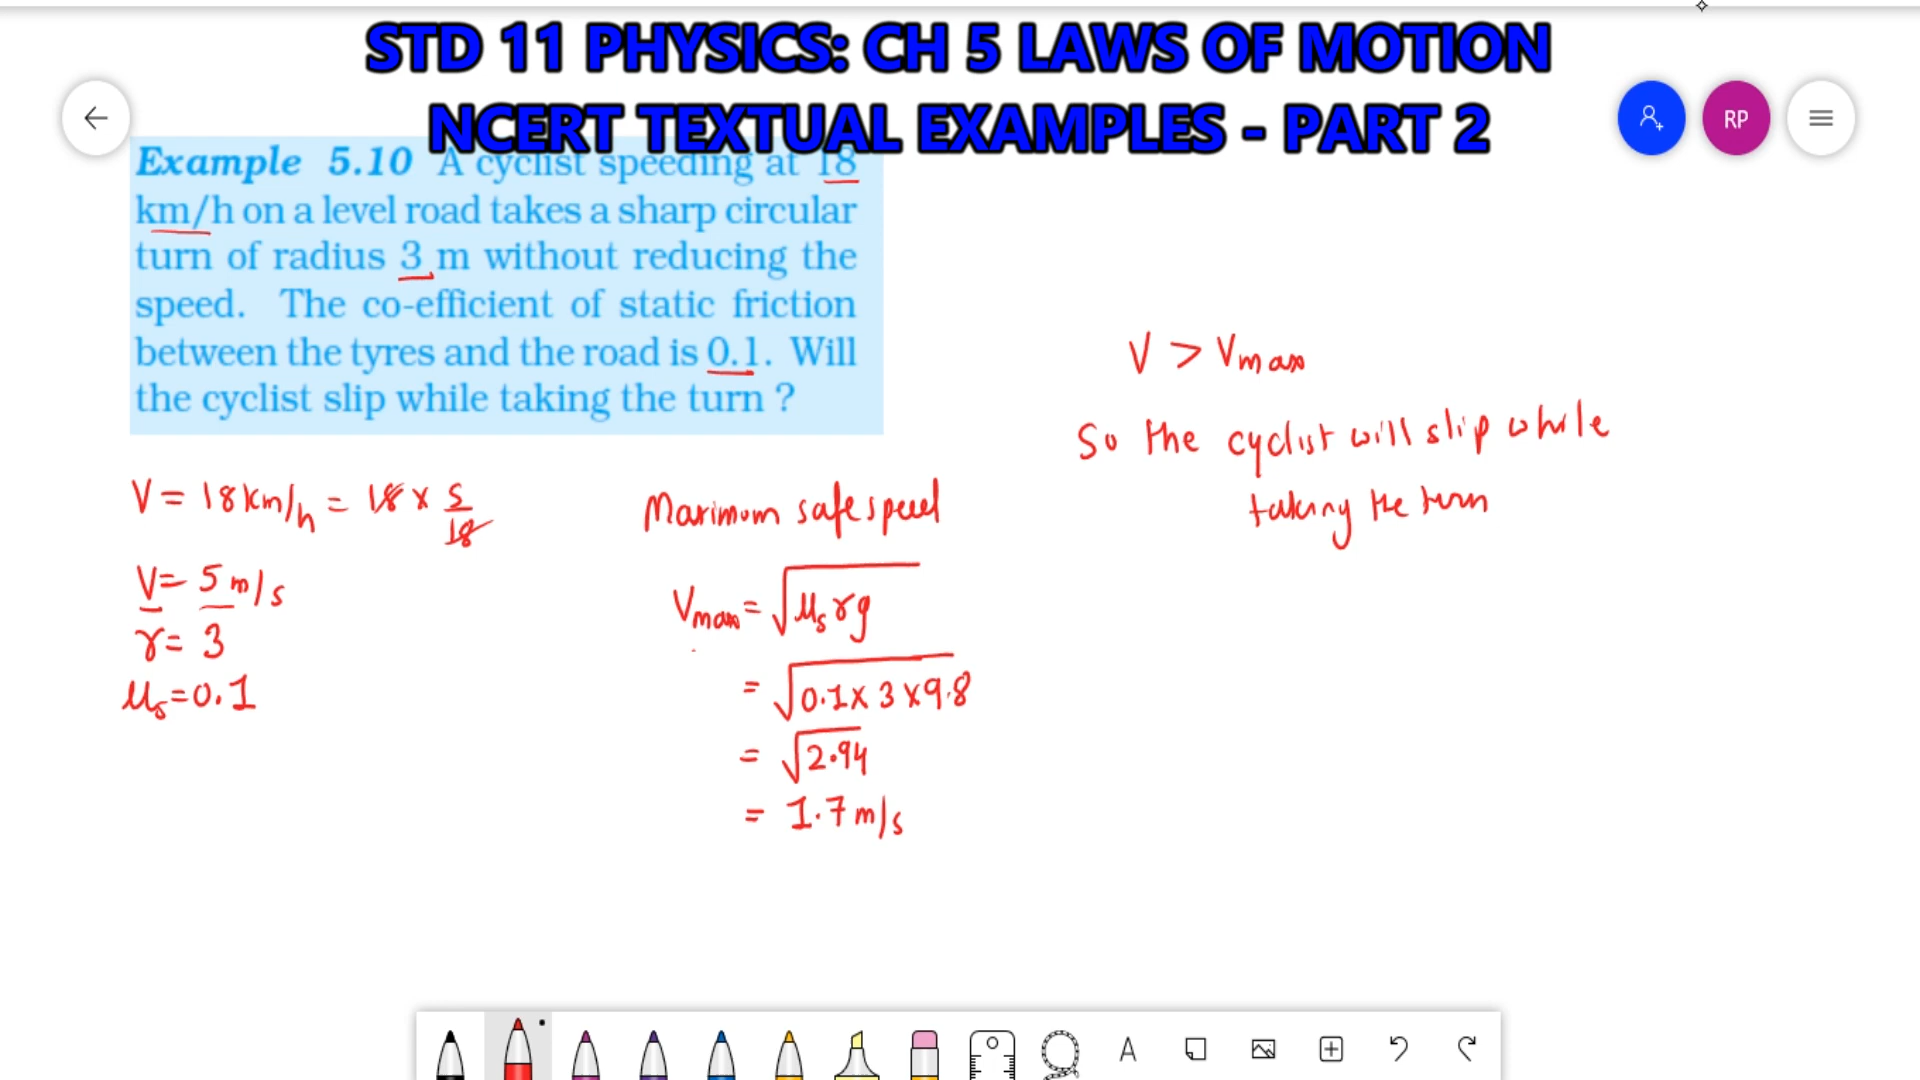 STD 11 PHYSICS: CH 5 LAWS OF MOTION
NCERT TEXTUAL EXAMPLES - PART 2
RP
Example 5.10 A cyclist speeding at 18
km/h on a level road takes a sharp circular
turn of radius 3 m without reducing the
speed. The co-efficient of static friction
between the tyres and the road is 0.1. Will
the cyclist slip while taking the turn ?
V = 18 km/h = 18 × 5/18
V = 5 m/s
r = 3
μs = 0.1
Maximum safe speed
Vmax = √μs rg
= √0.1 × 3 × 9.8
= √2.94
= 1.7 m/s
V > Vmax
So the cyclist will slip while
taking the turn
A